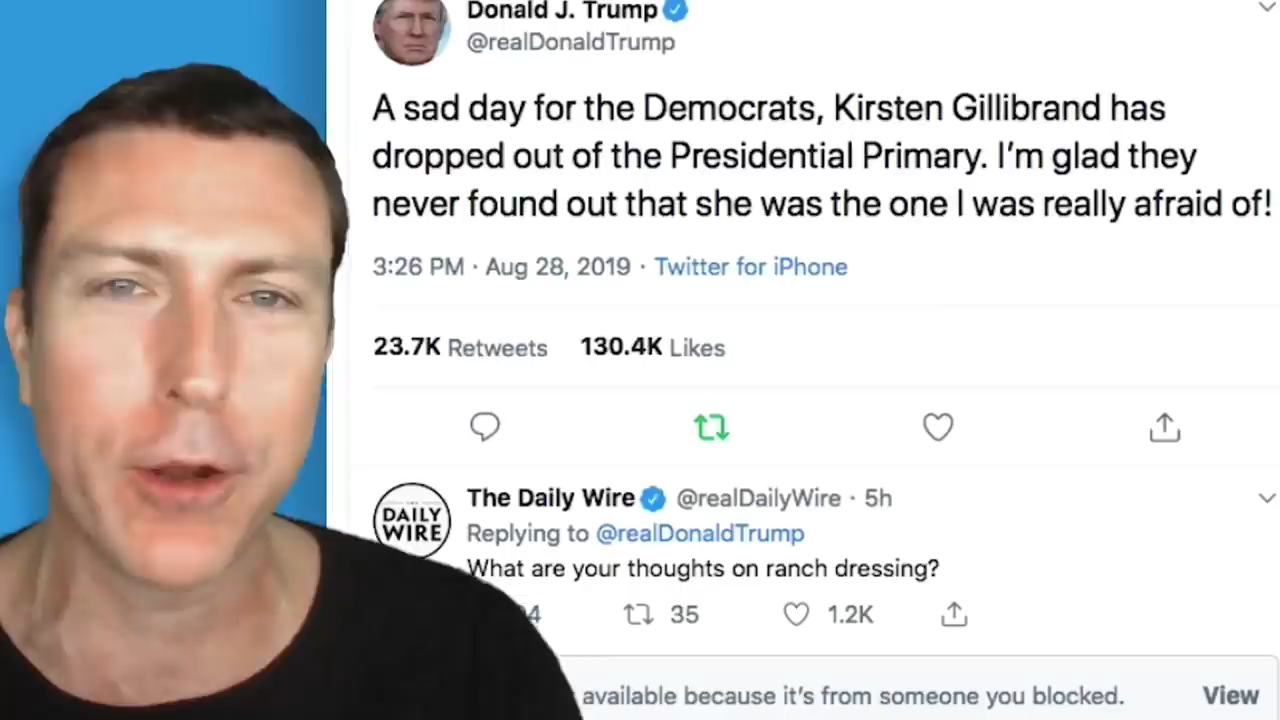 Donald J. Trump
@realDonaldTrump
A sad day for the Democrats, Kirsten Gillibrand has
dropped out of the Presidential Primary. I'm glad they
never found out that she was the one I was really afraid of!
3:26 PM · Aug 28, 2019 · Twitter for iPhone
23.7K Retweets 130.4K Likes
DAILY
WIRE
The Daily Wire @realDailyWire · 5h
Replying to @realDonaldTrump
What are your thoughts on ranch dressing?
4 35 1.2K
available because it's from someone you blocked. View